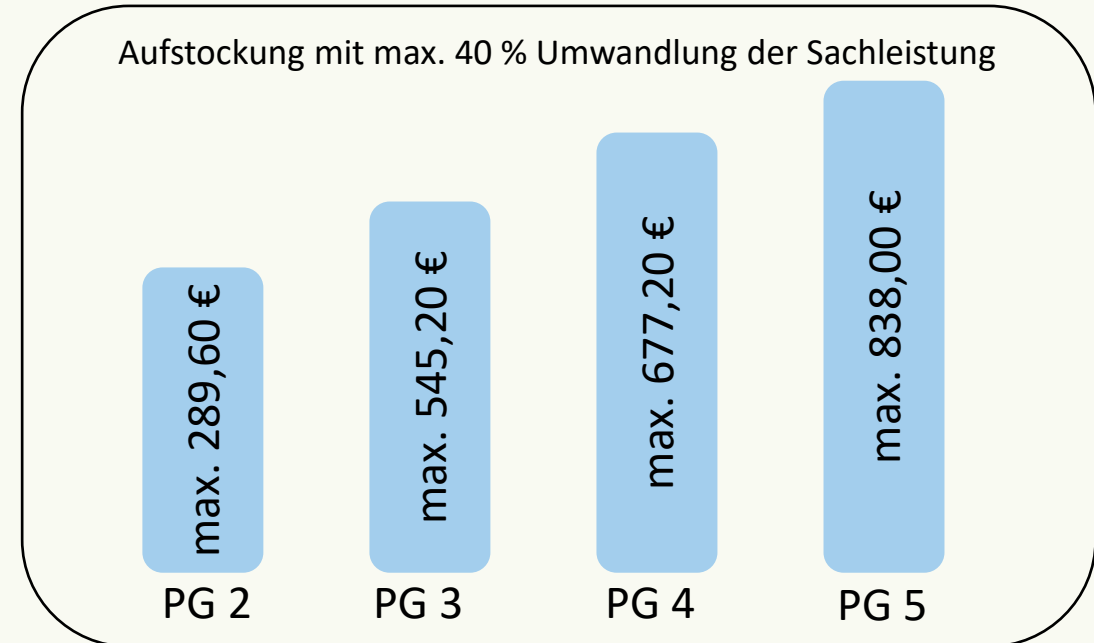 Aufstockung mit max. 40 % Umwandlung der Sachleistung
max. 289,60 €
max. 545,20 €
max. 677,20 €
max. 838,00 €
PG 2
PG 3
PG 4
PG 5